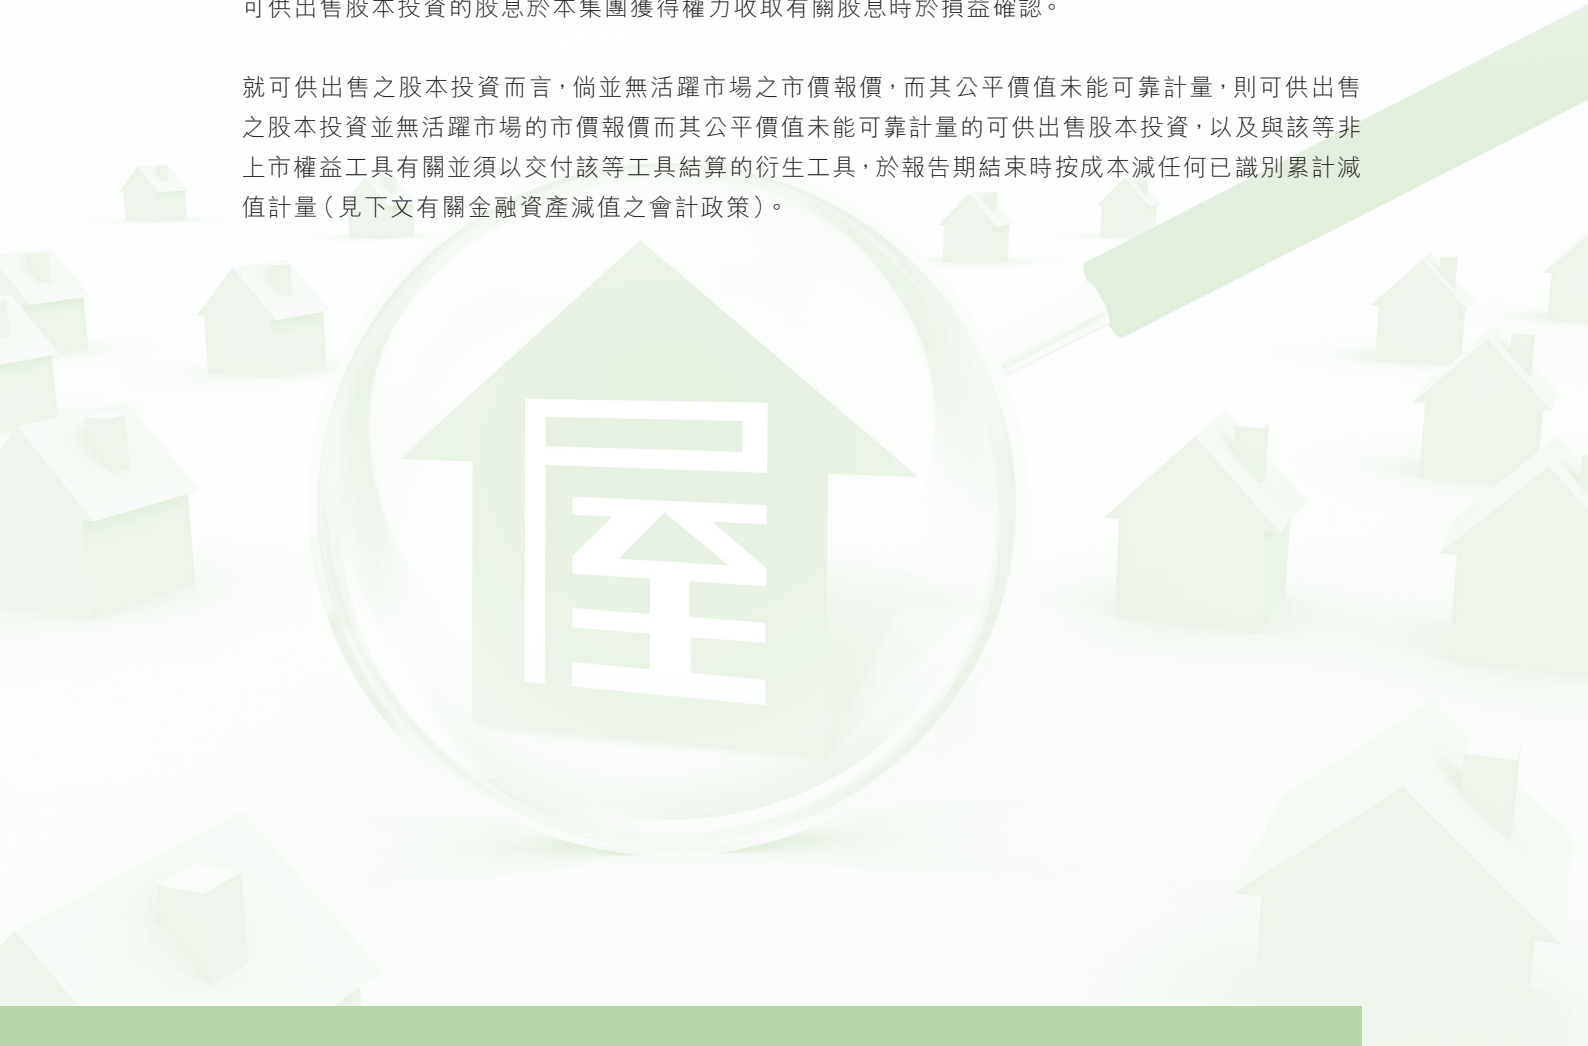 可供出售股本投資的股息於本集團獲得權力收取有關股息時於損益確認。
就可供出售之股本投資而言，倘並無活躍市場之市價報價，而其公平價值未能可靠計量，則可供出售
之股本投資並無活躍市場的市價報價而其公平價值未能可靠計量的可供出售股本投資，以及與該等非
上市權益工具有關並須以交付該等工具結算的衍生工具，於報告期結束時按成本減任何已識別累計減
值計量（見下文有關金融資產減值之會計政策）。
屋